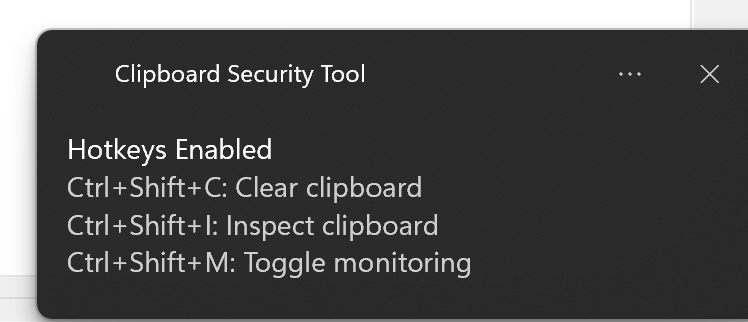 Clipboard Security Tool
Hotkeys Enabled
Ctrl+Shift+C: Clear clipboard
Ctrl+Shift+I: Inspect clipboard
Ctrl+Shift+M: Toggle monitoring